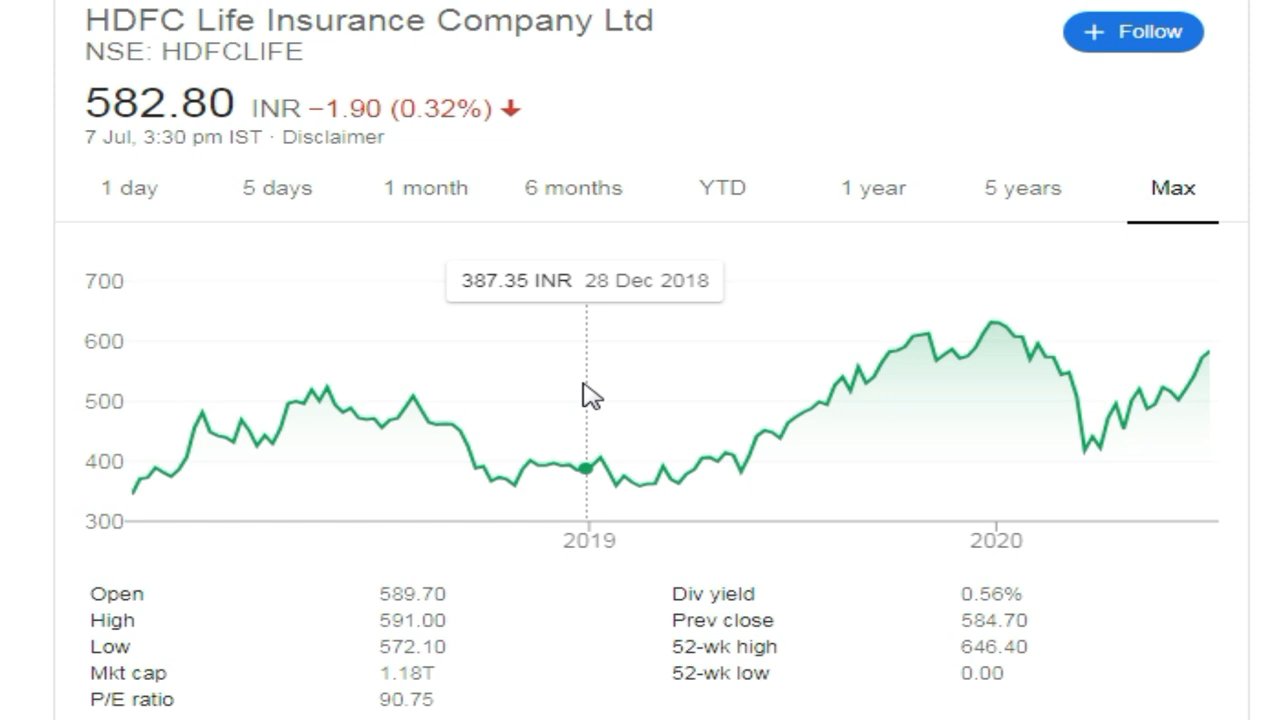 HDFC Life Insurance Company Ltd
+ Follow
NSE: HDFCLIFE
582.80 INR −1.90 (0.32%)
7 Jul, 3:30 pm IST · Disclaimer
1 day 5 days 1 month 6 months YTD 1 year 5 years Max
387.35 INR 28 Dec 2018
700
600
500
400
300
2019 2020
Open 589.70 Div yield 0.56%
High 591.00 Prev close 584.70
Low 572.10 52-wk high 646.40
Mkt cap 1.18T 52-wk low 0.00
P/E ratio 90.75